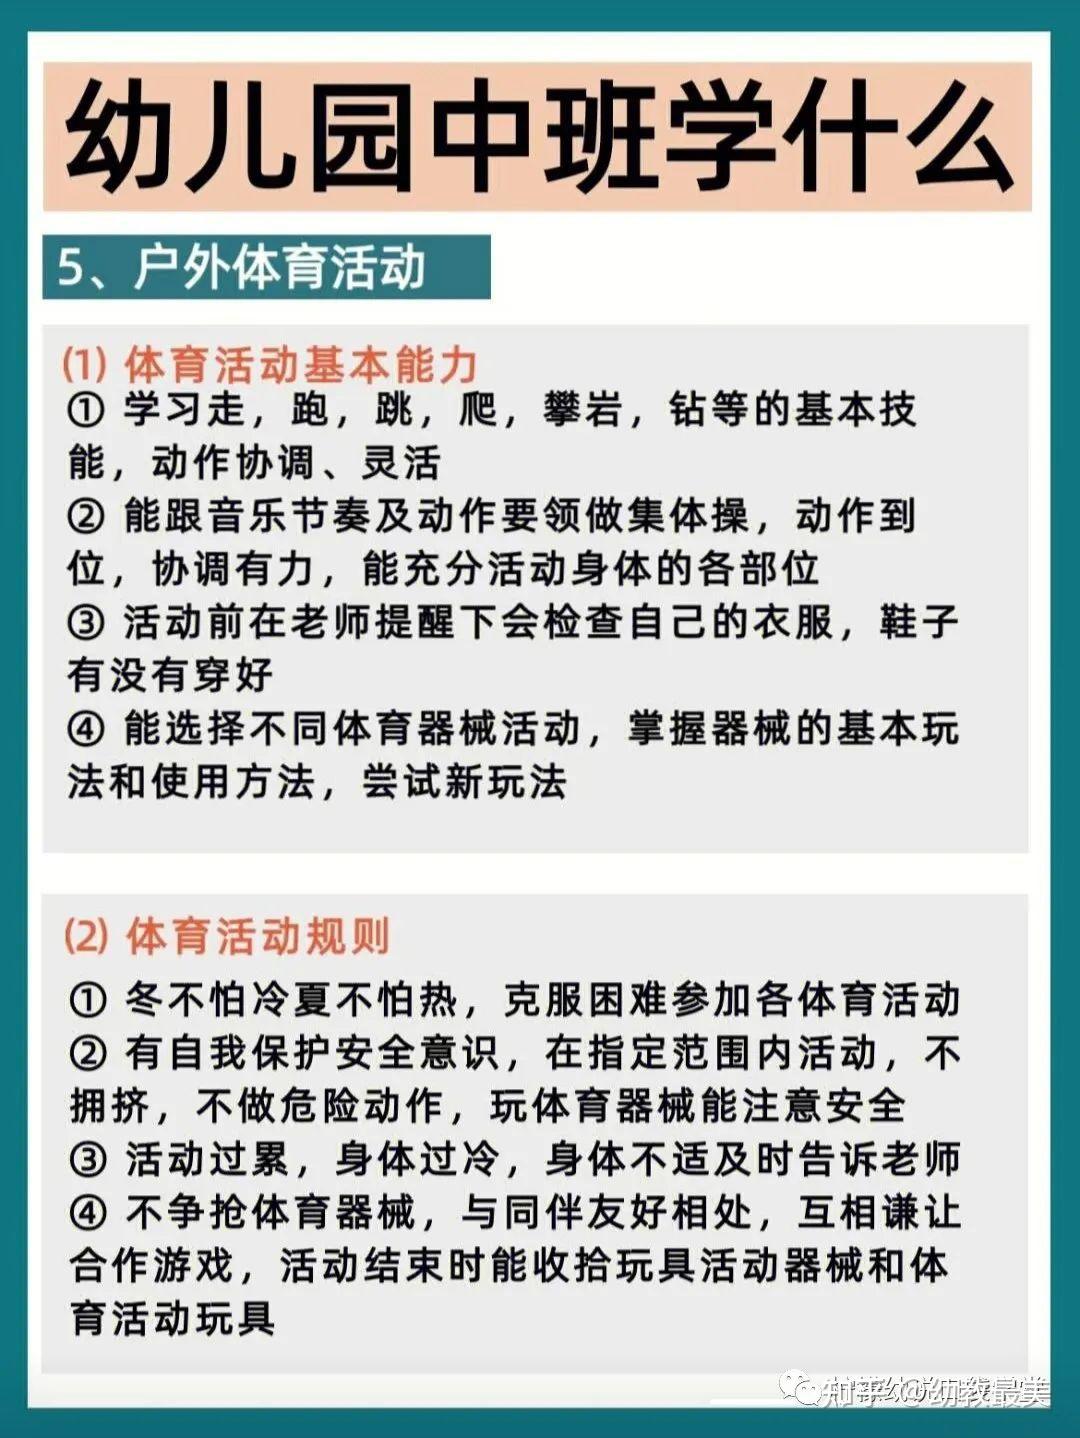 幼儿园中班学什么
5、户外体育活动
(1) 体育活动基本能力
① 学习走，跑，跳，爬，攀岩，钻等的基本技
能，动作协调、灵活
② 能跟音乐节奏及动作要领做集体操，动作到
位，协调有力，能充分活动身体的各部位
③ 活动前在老师提醒下会检查自己的衣服，鞋子
有没有穿好
④ 能选择不同体育器械活动，掌握器械的基本玩
法和使用方法，尝试新玩法
(2) 体育活动规则
① 冬不怕冷夏不怕热，克服困难参加各体育活动
② 有自我保护安全意识，在指定范围内活动，不
拥挤，不做危险动作，玩体育器械能注意安全
③ 活动过累，身体过冷，身体不适及时告诉老师
④ 不争抢体育器械，与同伴友好相处，互相谦让
合作游戏，活动结束时能收拾玩具活动器械和体
育活动玩具
知乎 @幼教最美